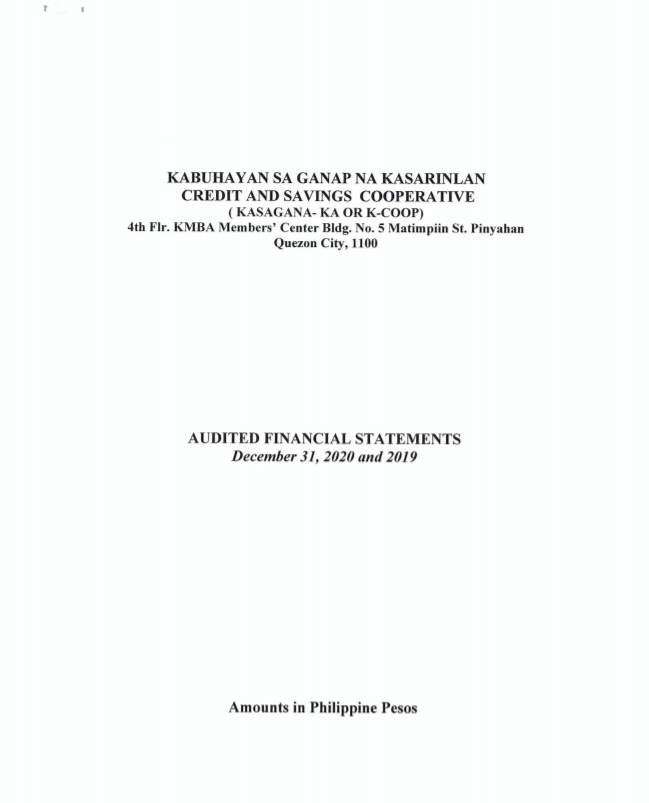 KABUHAYAN SA GANAP NA KASARINLAN
CREDIT AND SAVINGS COOPERATIVE
( KASAGANA- KA OR K-COOP)
4th Flr. KMBA Members' Center Bldg. No. 5 Matimpiin St. Pinyahan
Quezon City, 1100
AUDITED FINANCIAL STATEMENTS
December 31, 2020 and 2019
Amounts in Philippine Pesos